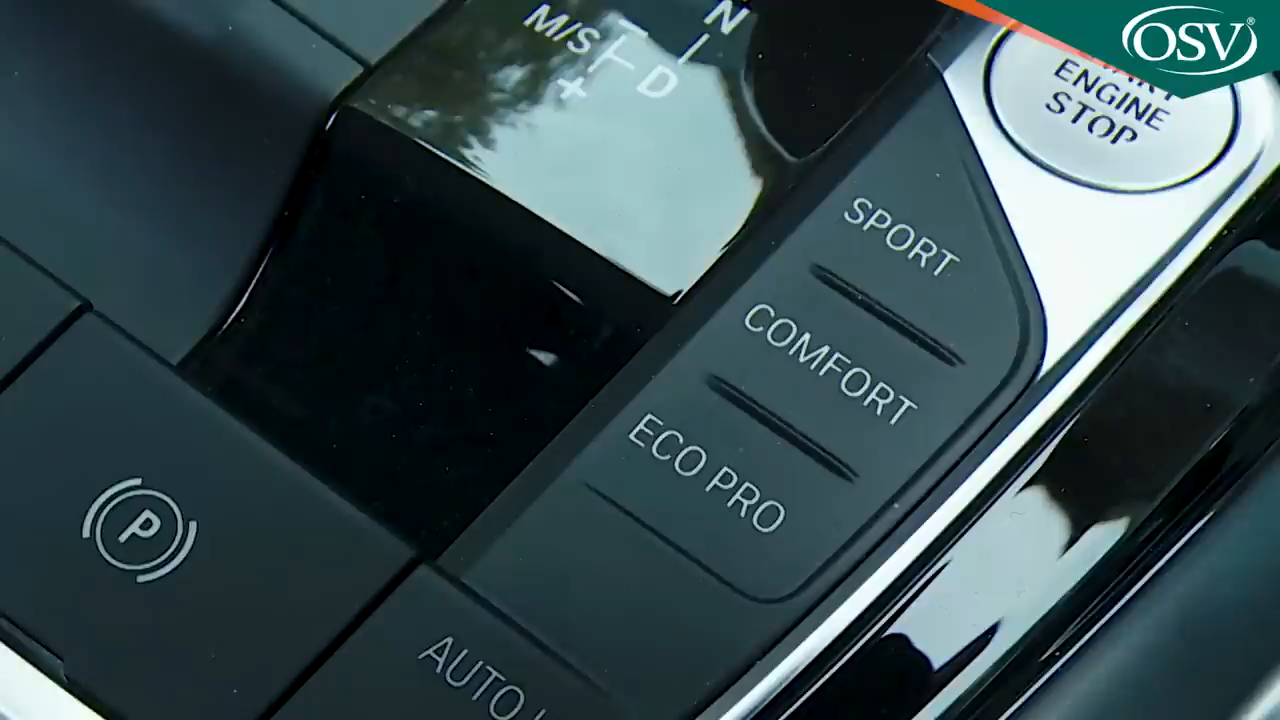 OSV®
N
M/S
D
+
ENGINE
STOP
SPORT
COMFORT
ECO PRO
P
AUTO